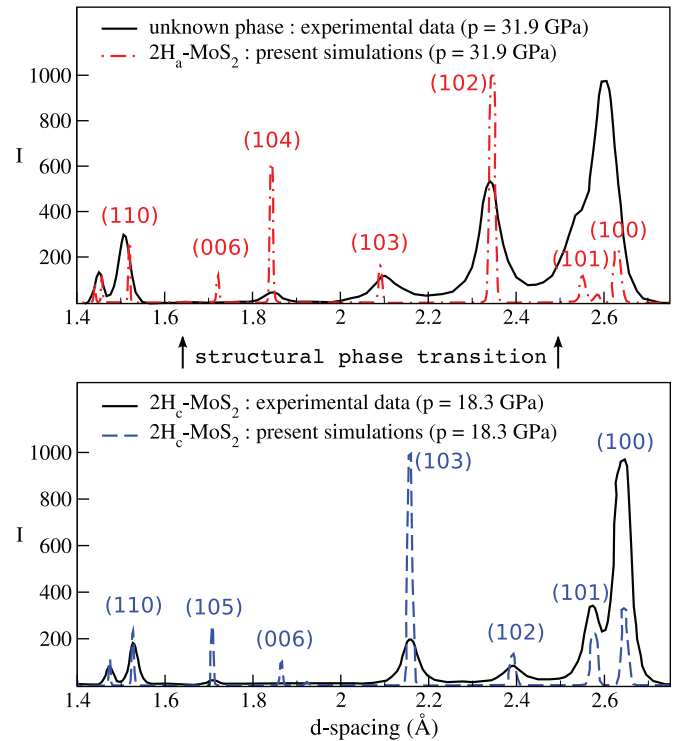 unknown phase : experimental data (p = 31.9 GPa)
2Hₐ-MoS₂ : present simulations (p = 31.9 GPa)
1000
(102)
800
(104)
I
600
400
(110)
(103)
(100)
200
(006)
(101)
1.4 1.6 1.8 2 2.2 2.4 2.6
structural phase transition
2H_c-MoS₂ : experimental data (p = 18.3 GPa)
2H_c-MoS₂ : present simulations (p = 18.3 GPa)
1000
(103)
(100)
800
I
600
400
(110)
(105)
(101)
200
(006)
(102)
1.4 1.6 1.8 2 2.2 2.4 2.6
d-spacing (Å)